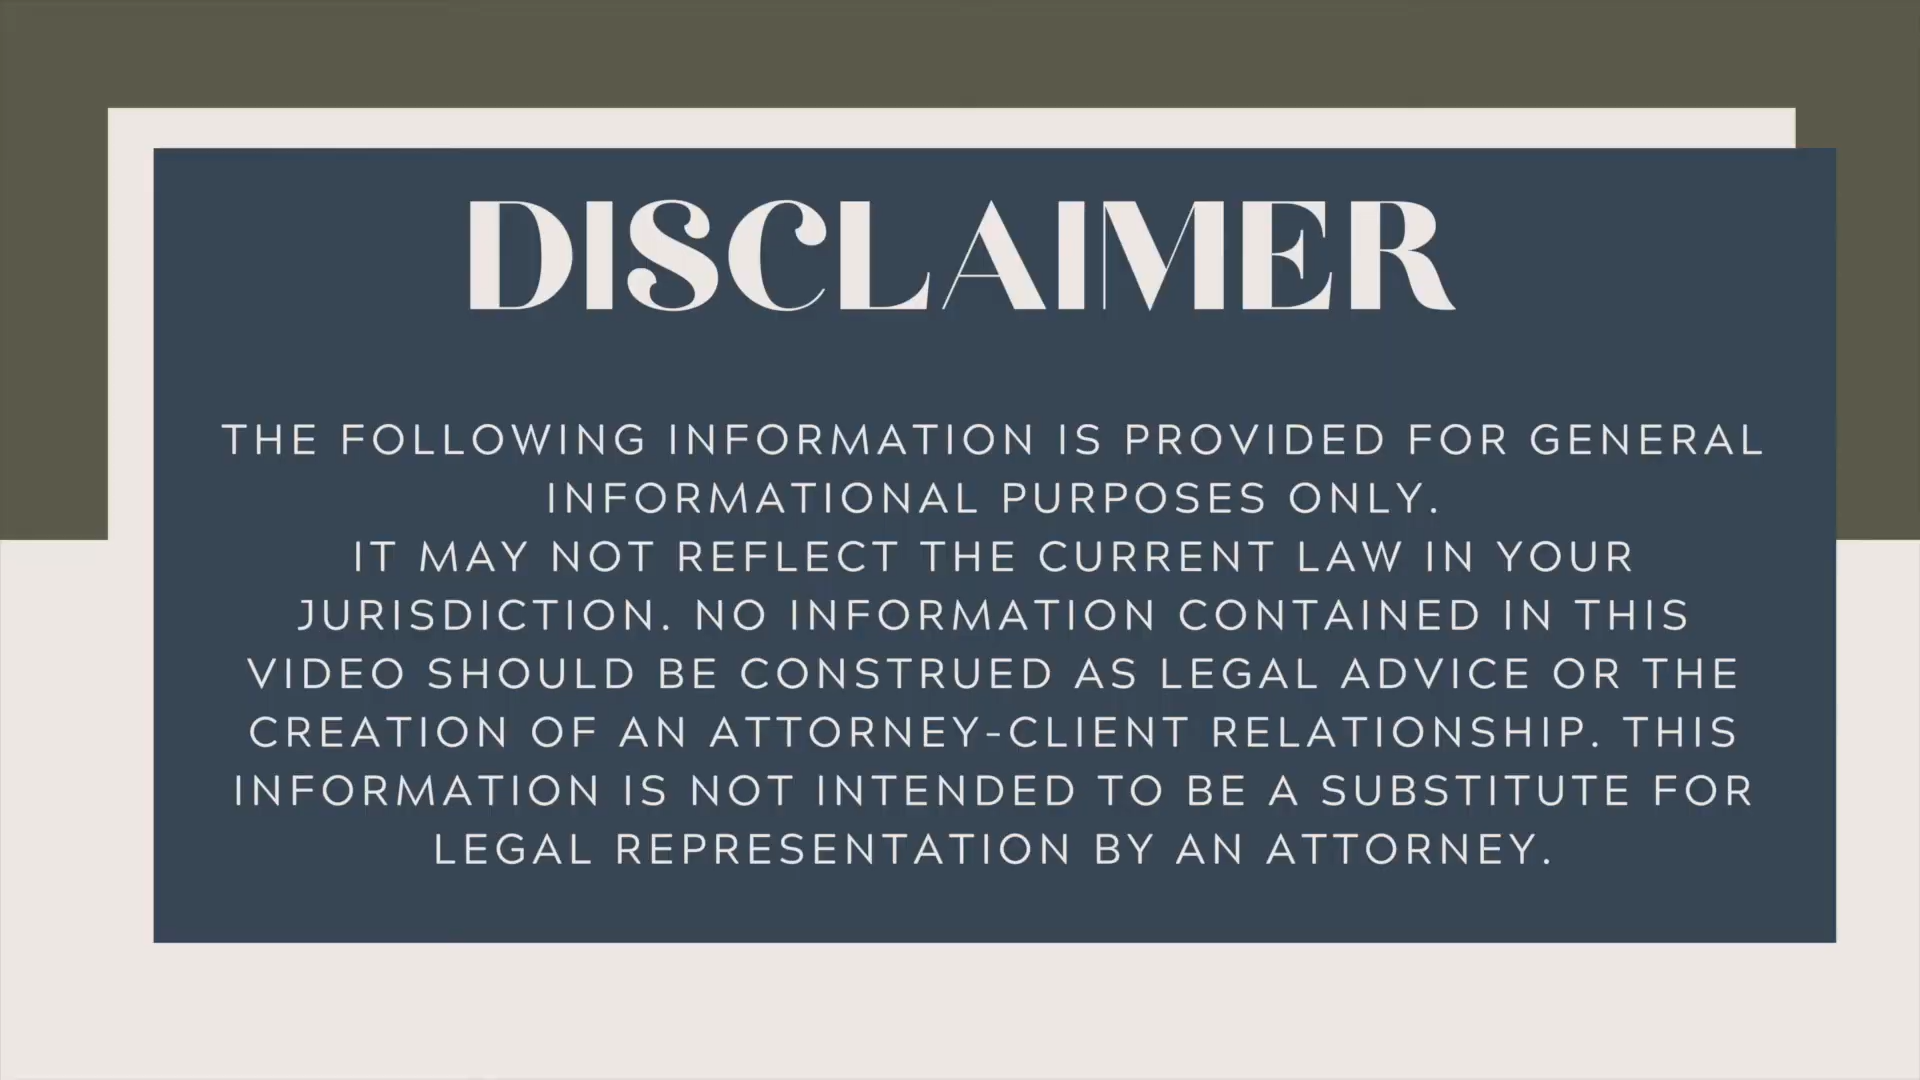 DISCLAIMER
THE FOLLOWING INFORMATION IS PROVIDED FOR GENERAL
INFORMATIONAL PURPOSES ONLY.
IT MAY NOT REFLECT THE CURRENT LAW IN YOUR
JURISDICTION. NO INFORMATION CONTAINED IN THIS
VIDEO SHOULD BE CONSTRUED AS LEGAL ADVICE OR THE
CREATION OF AN ATTORNEY-CLIENT RELATIONSHIP. THIS
INFORMATION IS NOT INTENDED TO BE A SUBSTITUTE FOR
LEGAL REPRESENTATION BY AN ATTORNEY.